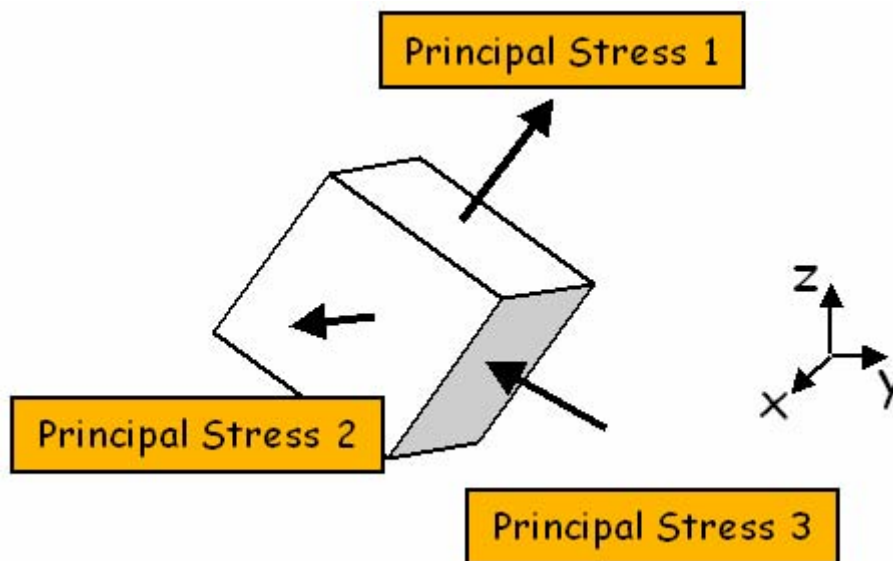 Principal Stress 1
Z
Y
X
Principal Stress 2
Principal Stress 3